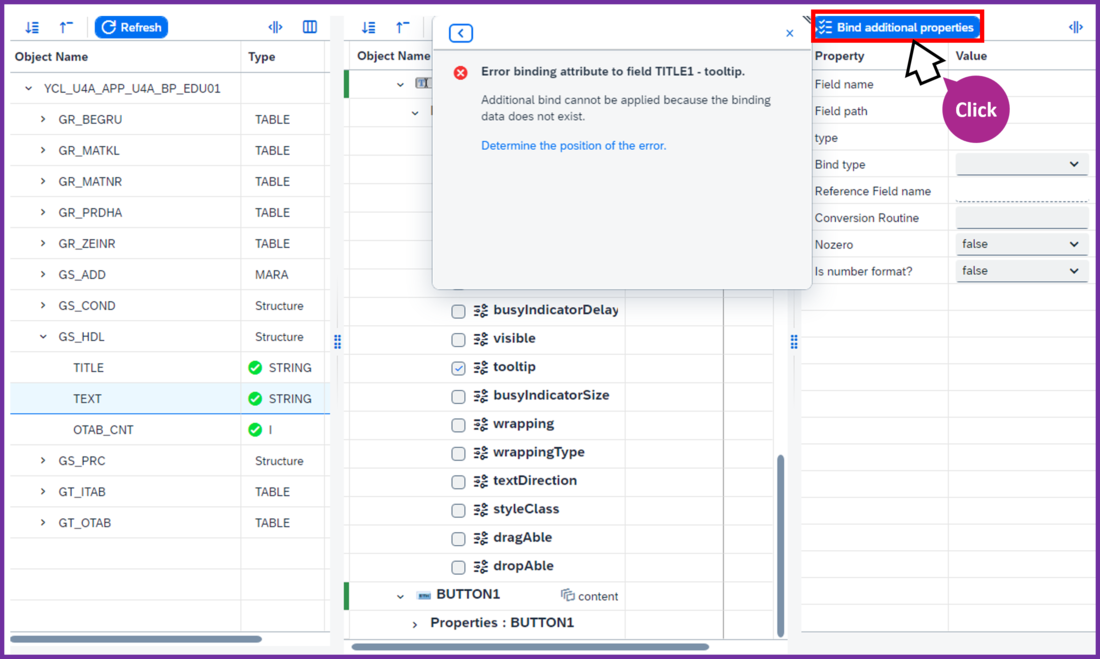 Refresh
Object Name Type
YCL_U4A_APP_U4A_BP_EDU01
GR_BEGRU TABLE
GR_MATKL TABLE
GR_MATNR TABLE
GR_PRDHA TABLE
GR_ZEINR TABLE
GS_ADD MARA
GS_COND Structure
GS_HDL Structure
TITLE STRING
TEXT STRING
OTAB_CNT I
GS_PRC Structure
GT_ITAB TABLE
GT_OTAB TABLE
Object Name
Error binding attribute to field TITLE1 - tooltip.
Additional bind cannot be applied because the binding
data does not exist.
Determine the position of the error.
busyIndicatorDelay
visible
tooltip
busyIndicatorSize
wrapping
wrappingType
textDirection
styleClass
dragAble
dropAble
BUTTON1 content
Properties : BUTTON1
Bind additional properties
Property Value
Click
Field name
Field path
type
Bind type
Reference Field name
Conversion Routine
Nozero false
Is number format? false